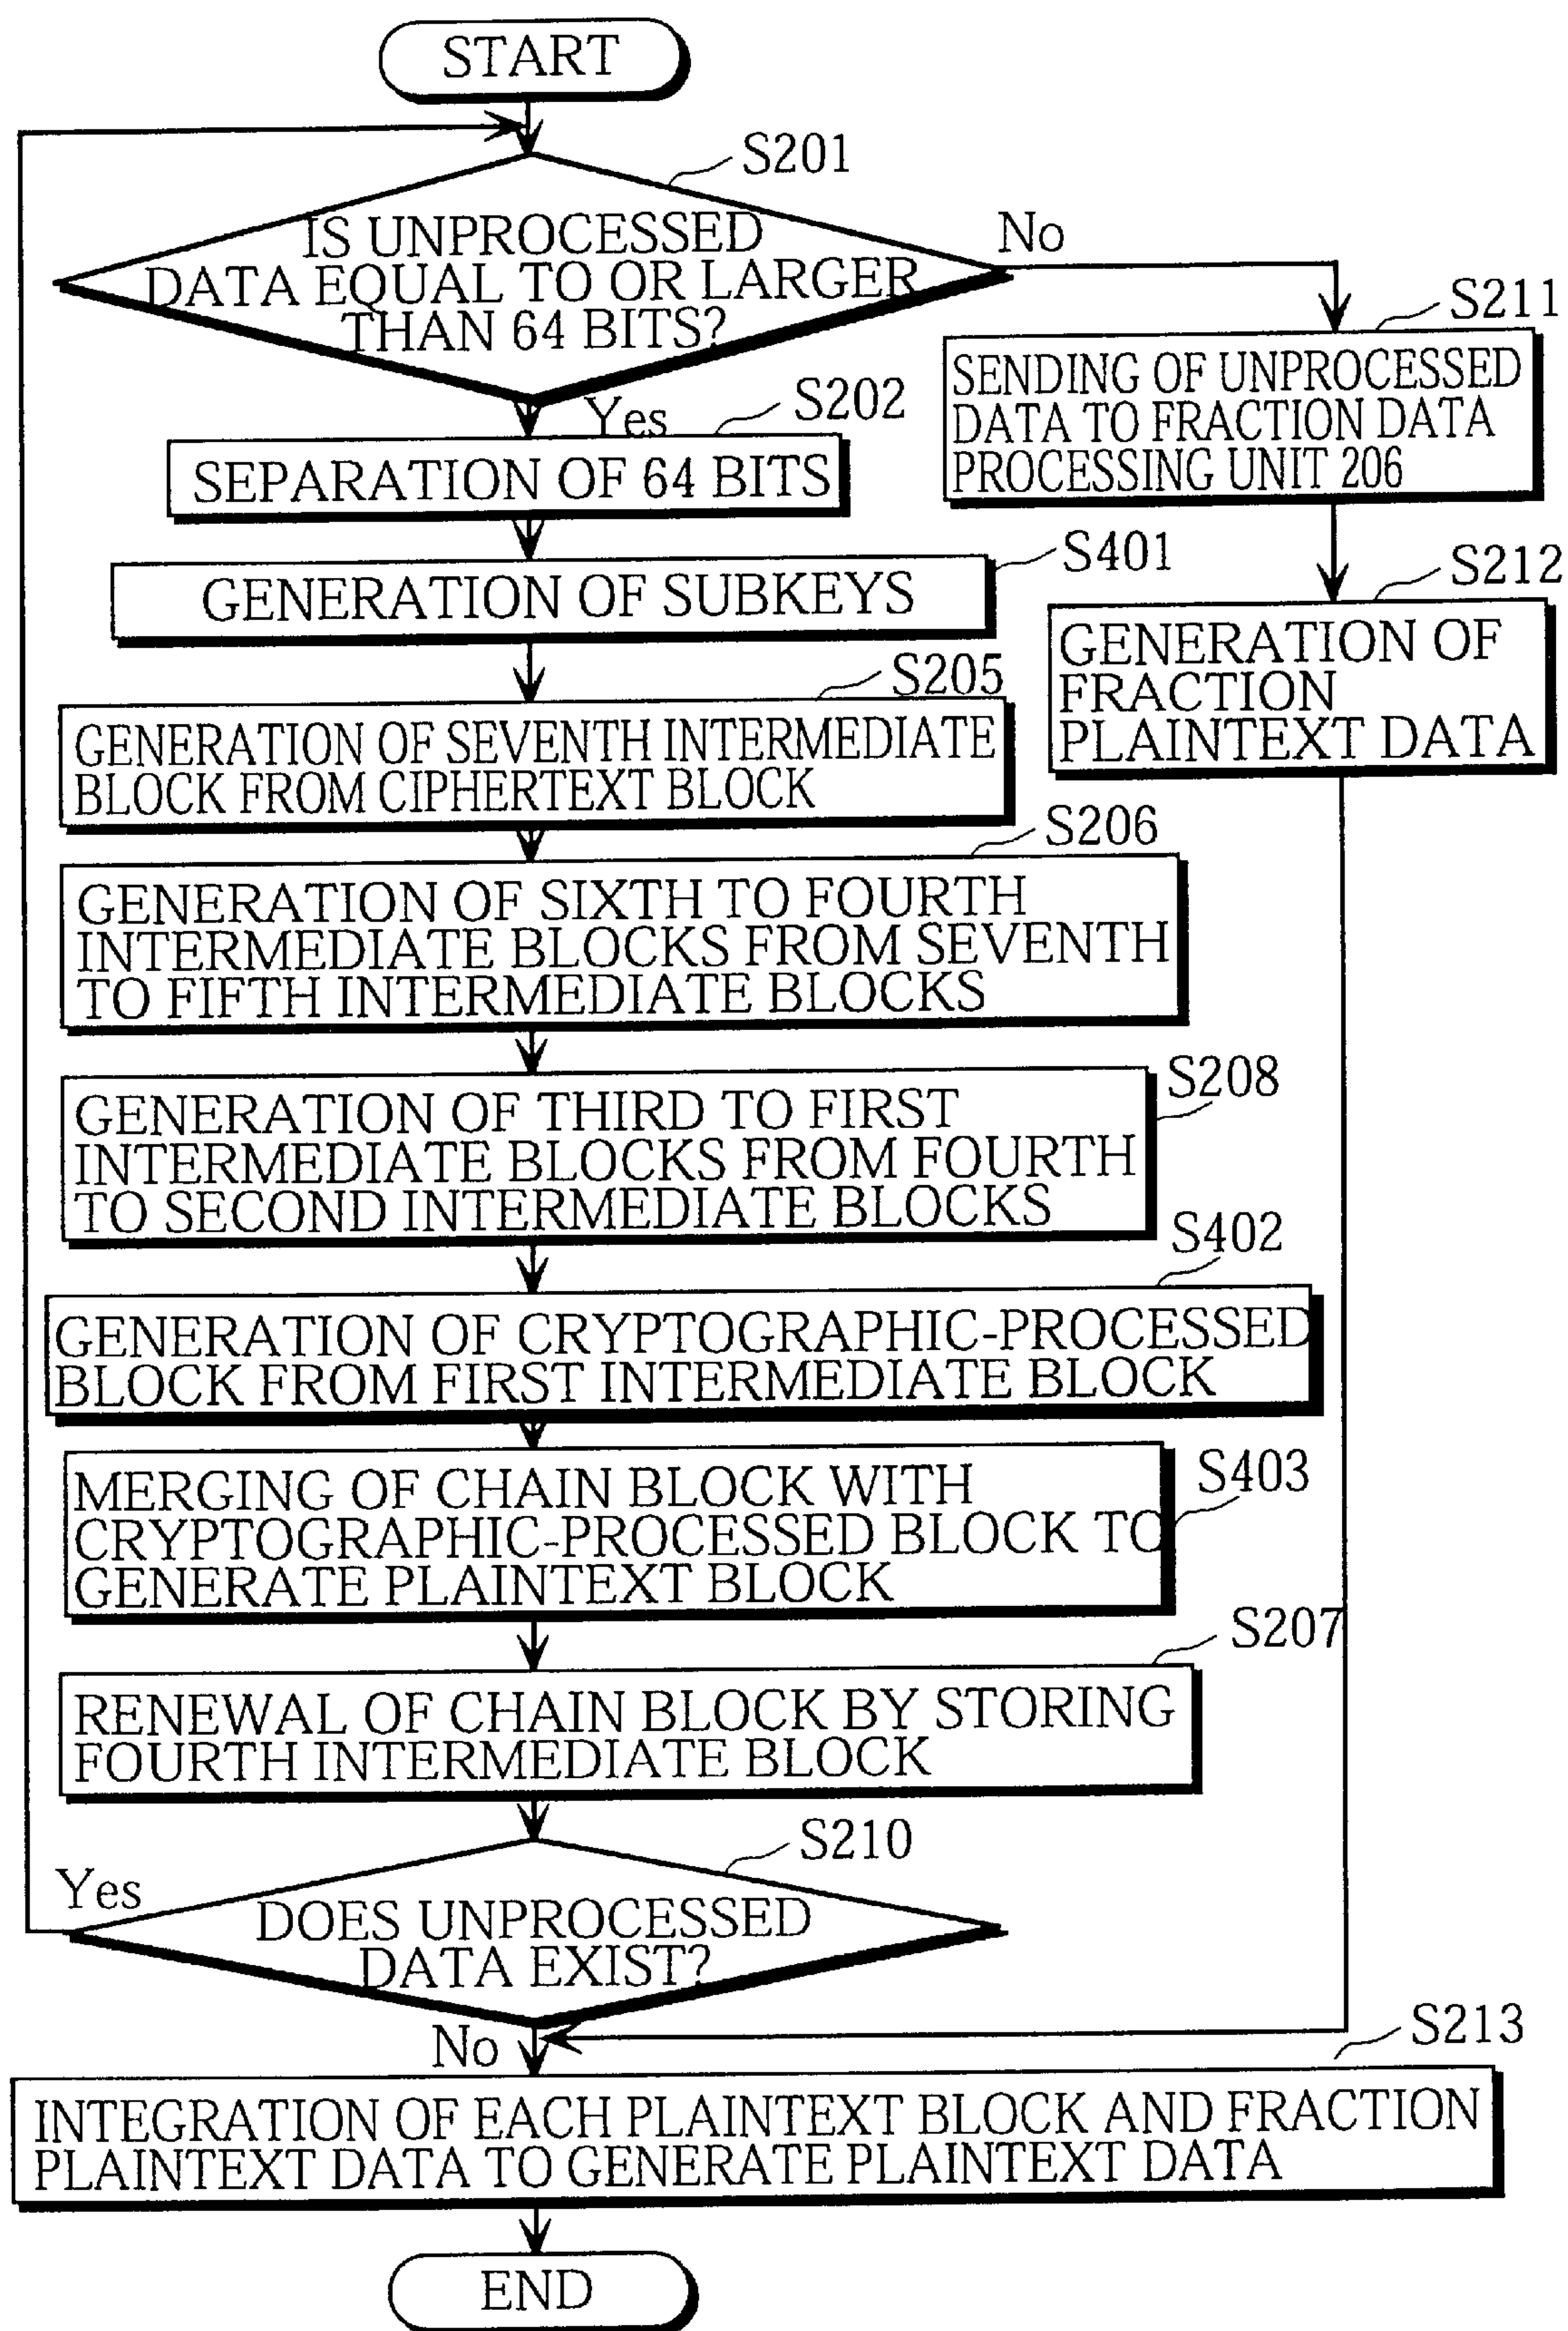 START
S201
IS UNPROCESSED
DATA EQUAL TO OR LARGER
THAN 64 BITS?
No
Yes
S202
SEPARATION OF 64 BITS
S211
SENDING OF UNPROCESSED
DATA TO FRACTION DATA
PROCESSING UNIT 206
S401
GENERATION OF SUBKEYS
S212
GENERATION OF
FRACTION
PLAINTEXT DATA
S205
GENERATION OF SEVENTH INTERMEDIATE
BLOCK FROM CIPHERTEXT BLOCK
S206
GENERATION OF SIXTH TO FOURTH
INTERMEDIATE BLOCKS FROM SEVENTH
TO FIFTH INTERMEDIATE BLOCKS
S208
GENERATION OF THIRD TO FIRST
INTERMEDIATE BLOCKS FROM FOURTH
TO SECOND INTERMEDIATE BLOCKS
S402
GENERATION OF CRYPTOGRAPHIC-PROCESSED
BLOCK FROM FIRST INTERMEDIATE BLOCK
S403
MERGING OF CHAIN BLOCK WITH
CRYPTOGRAPHIC-PROCESSED BLOCK TO
GENERATE PLAINTEXT BLOCK
S207
RENEWAL OF CHAIN BLOCK BY STORING
FOURTH INTERMEDIATE BLOCK
S210
Yes
DOES UNPROCESSED
DATA EXIST?
No
S213
INTEGRATION OF EACH PLAINTEXT BLOCK AND FRACTION
PLAINTEXT DATA TO GENERATE PLAINTEXT DATA
END